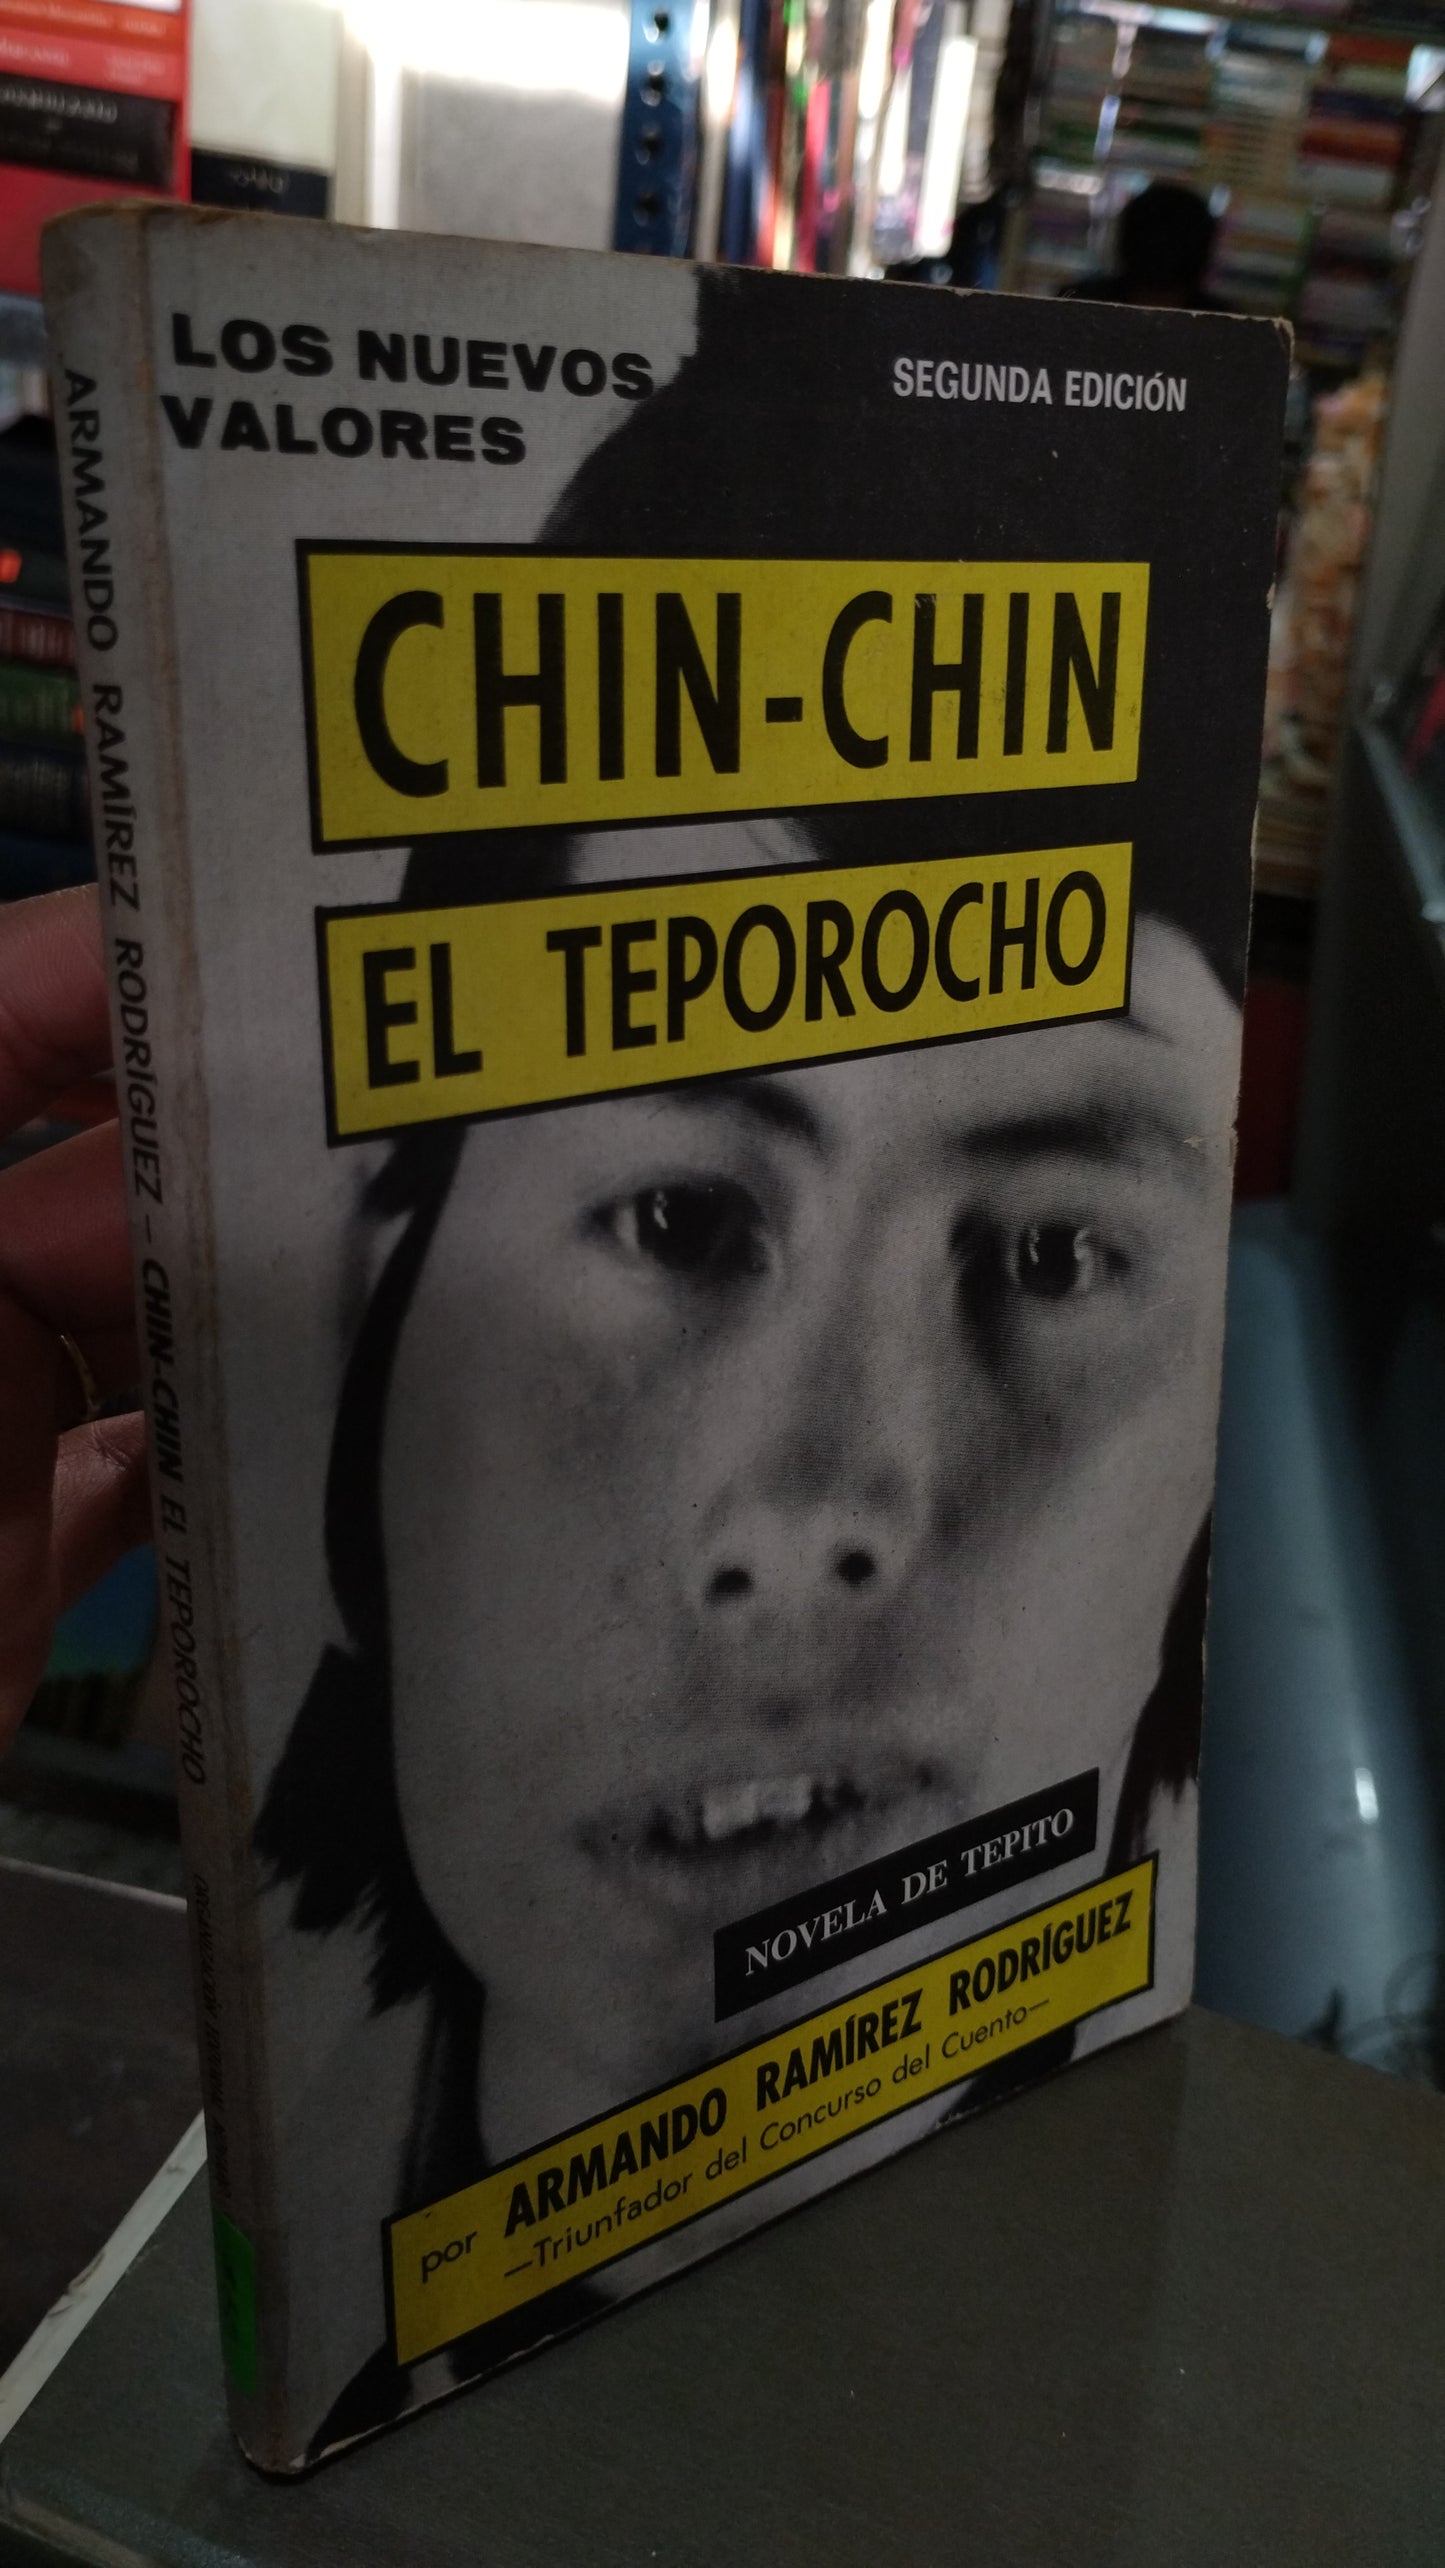 LOS NUEVOS
VALORES
SEGUNDA EDICIÓN
CHIN-CHIN
EL TEPOROCHO
NOVELA DE TEPITO
por ARMANDO RAMÍREZ RODRÍGUEZ
—Triunfador del Concurso del Cuento—
ARMANDO RAMÍREZ RODRÍGUEZ — CHIN-CHIN EL TEPOROCHO